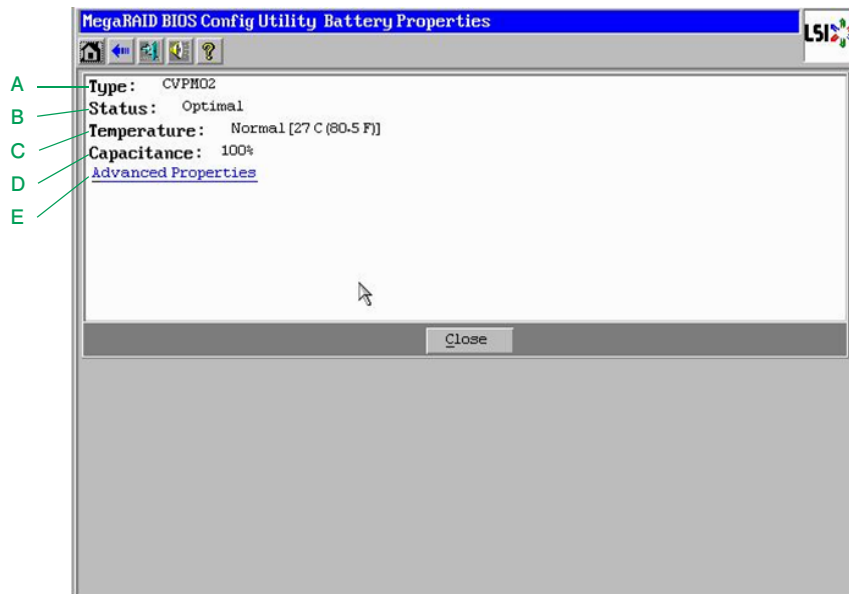 MegaRAID BIOS Config Utility Battery Properties
LSI
A Type: CVPM02
B Status: Optimal
C Temperature: Normal [27 C (80.5 F)]
D Capacitance: 100%
E Advanced Properties
Close